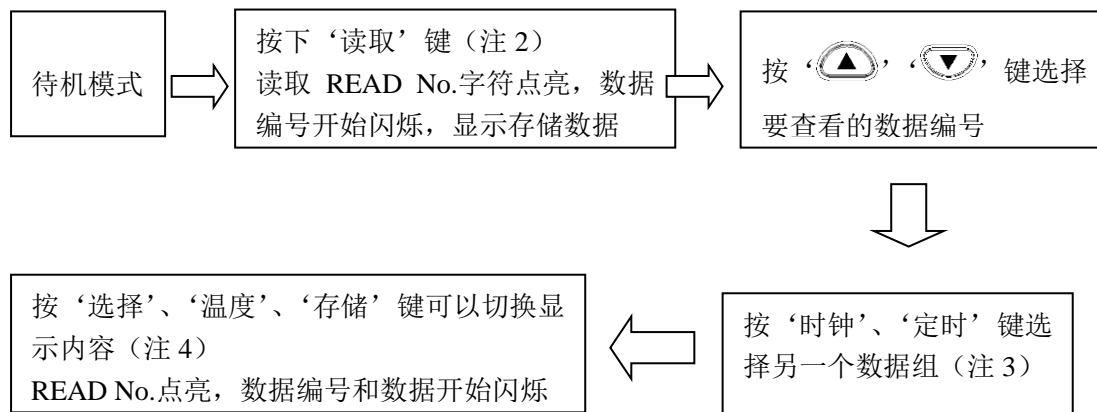 待机模式
按下‘读取’键（注 2）
读取 READ No.字符点亮，数据
编号开始闪烁，显示存储数据
按‘▲’‘▼’键选择
要查看的数据编号
按‘时钟’、‘定时’键选
择另一个数据组（注 3）
按‘选择’、‘温度’、‘存储’键可以切换显
示内容（注 4）
READ No.点亮，数据编号和数据开始闪烁